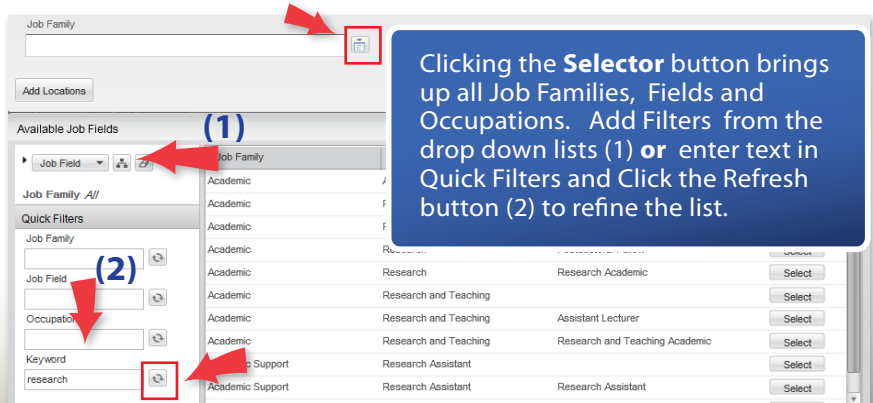 Job Family
Add Locations
Clicking the Selector button brings
up all Job Families, Fields and
Occupations. Add Filters from the
drop down lists (1) or enter text in
Quick Filters and Click the Refresh
button (2) to refine the list.
Available Job Fields
(1)
Job Field
Job Family All
Quick Filters
Job Family
(2)
Job Field
Occupation
Keyword
research
Job Family
Academic
Academic
Academic
Academic
Academic Research Research Academic Select
Academic Research and Teaching Select
Academic Research and Teaching Assistant Lecturer Select
Academic Research and Teaching Research and Teaching Academic Select
Support Research Assistant Select
Academic Support Research Assistant Research Assistant Select